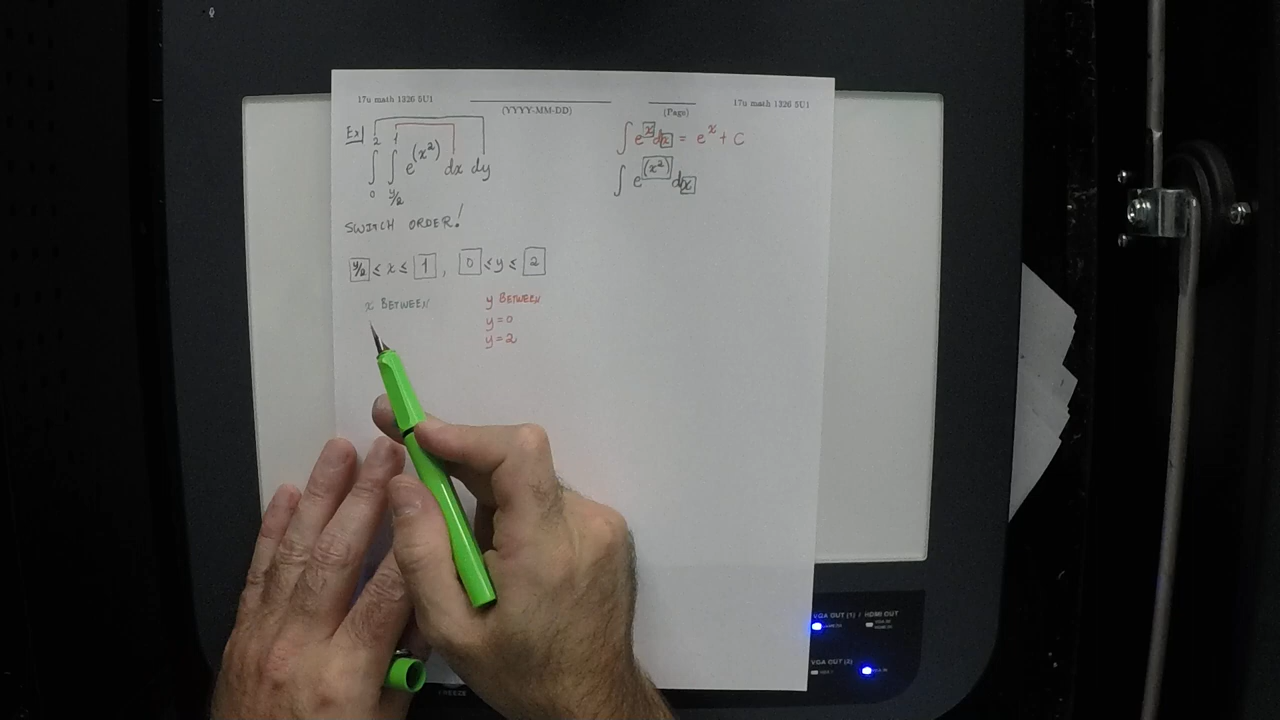 17u math 1326 5U1
(YYYY-MM-DD)
(Page)
17u math 1326 5U1
Ex|
∫₀² ∫_{y/2}^1 e^(x²) dx dy
SWITCH ORDER!
y/2 ≤ x ≤ 1 , 0 ≤ y ≤ 2
x BETWEEN
y BETWEEN
y = 0
y = 2
∫ e^x dx = e^x + C
∫ e^(x²) dx
VGA OUT (1) / HDMI OUT
VGA OUT (2)
FREEZE